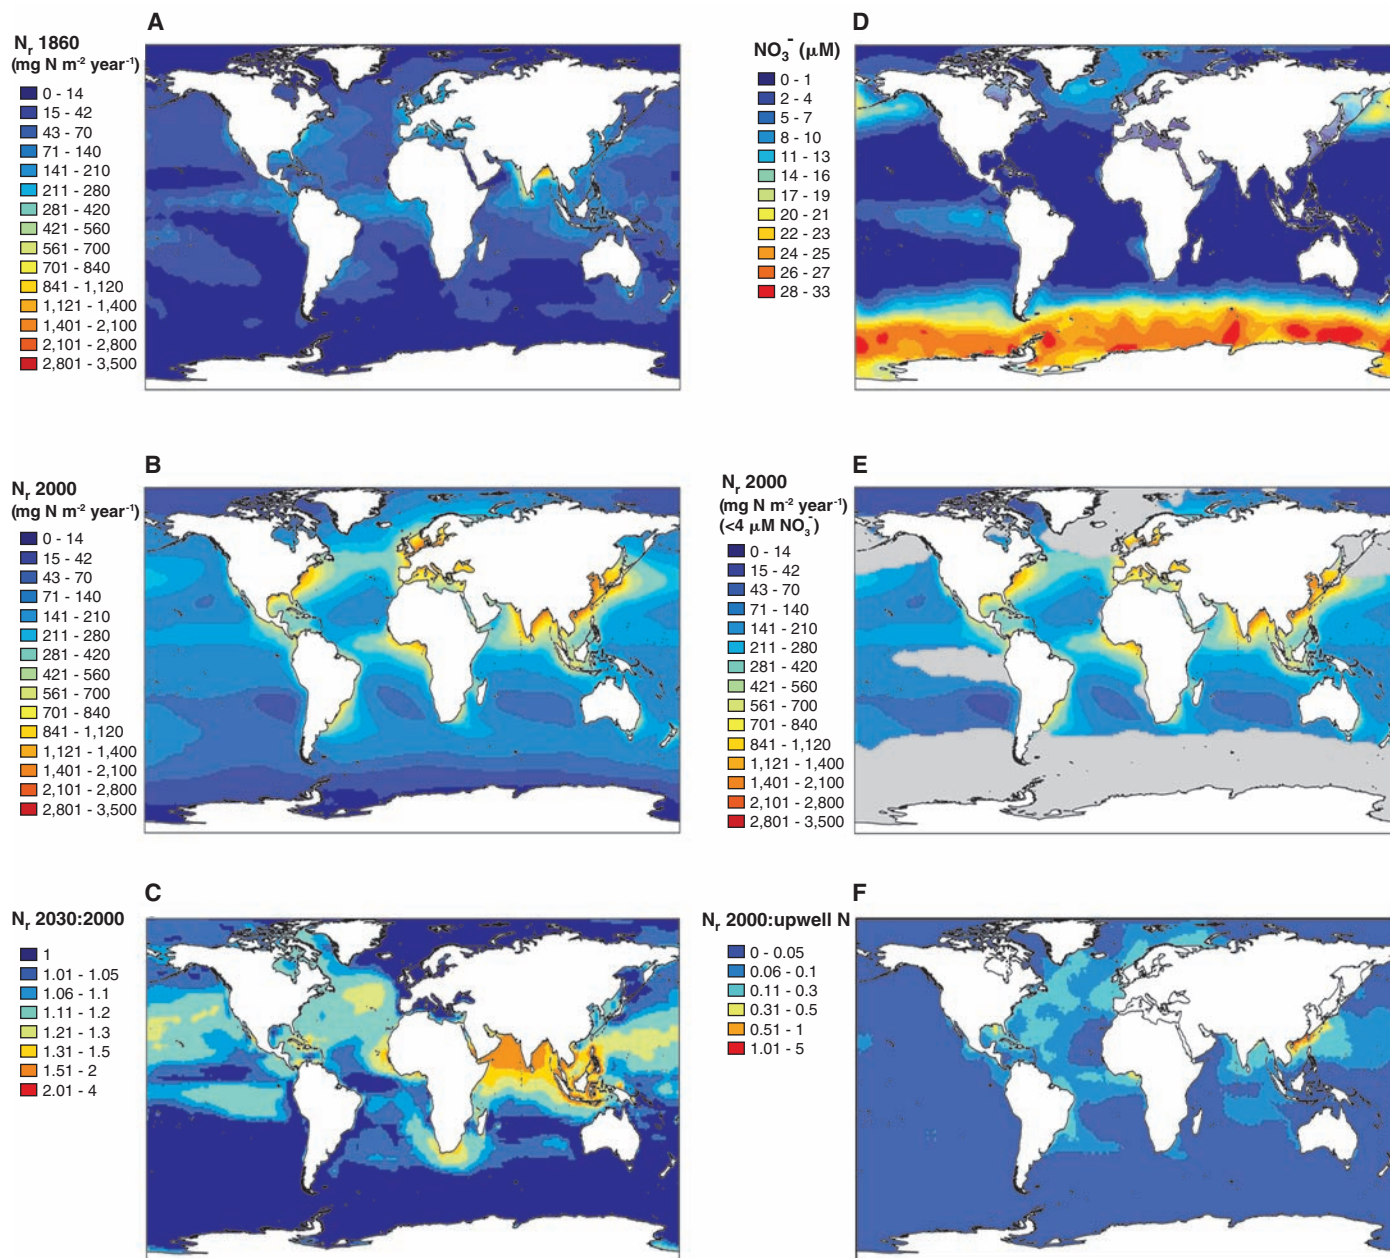 A
N_r 1860
(mg N m⁻² year⁻¹)
0 - 14
15 - 42
43 - 70
71 - 140
141 - 210
211 - 280
281 - 420
421 - 560
561 - 700
701 - 840
841 - 1,120
1,121 - 1,400
1,401 - 2,100
2,101 - 2,800
2,801 - 3,500
D
NO₃⁻ (µM)
0 - 1
2 - 4
5 - 7
8 - 10
11 - 13
14 - 16
17 - 19
20 - 21
22 - 23
24 - 25
26 - 27
28 - 33
B
N_r 2000
(mg N m⁻² year⁻¹)
0 - 14
15 - 42
43 - 70
71 - 140
141 - 210
211 - 280
281 - 420
421 - 560
561 - 700
701 - 840
841 - 1,120
1,121 - 1,400
1,401 - 2,100
2,101 - 2,800
2,801 - 3,500
E
N_r 2000
(mg N m⁻² year⁻¹)
(<4 µM NO₃⁻)
0 - 14
15 - 42
43 - 70
71 - 140
141 - 210
211 - 280
281 - 420
421 - 560
561 - 700
701 - 840
841 - 1,120
1,121 - 1,400
1,401 - 2,100
2,101 - 2,800
2,801 - 3,500
C
N_r 2030:2000
1
1.01 - 1.05
1.06 - 1.1
1.11 - 1.2
1.21 - 1.3
1.31 - 1.5
1.51 - 2
2.01 - 4
F
N_r 2000:upwell N
0 - 0.05
0.06 - 0.1
0.11 - 0.3
0.31 - 0.5
0.51 - 1
1.01 - 5